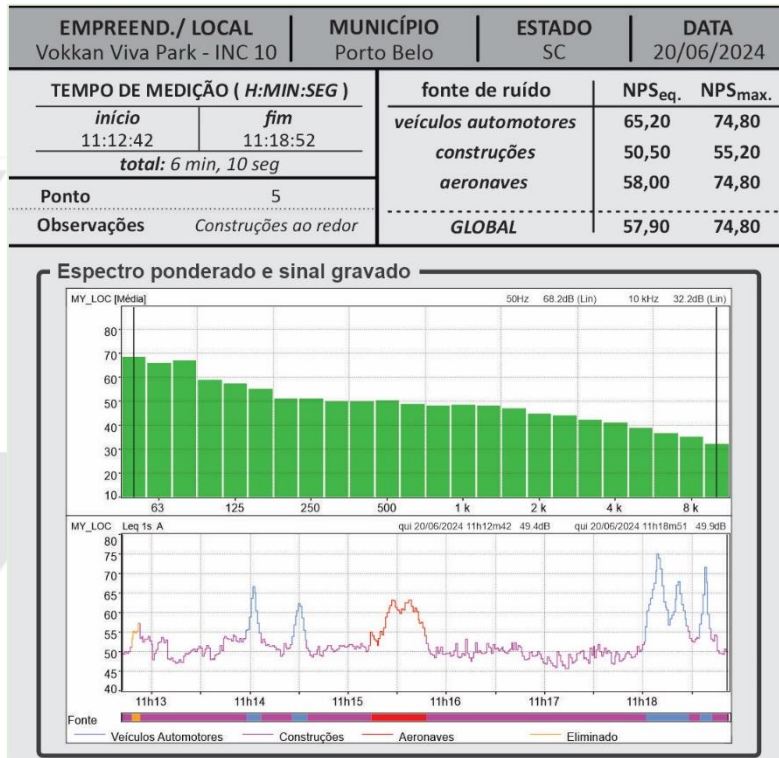 EMPREEND./ LOCAL MUNICÍPIO ESTADO DATA
Vokkan Viva Park - INC 10 Porto Belo SC 20/06/2024
TEMPO DE MEDIÇÃO ( H:MIN:SEG )
início fim
11:12:42 11:18:52
total: 6 min, 10 seg
Ponto 5
Observações Construções ao redor
fonte de ruído NPSeq. NPSmax.
veículos automotores 65,20 74,80
construções 50,50 55,20
aeronaves 58,00 74,80
GLOBAL 57,90 74,80
Espectro ponderado e sinal gravado
MY_LOC [Média] 50Hz 68.2dB (Lin) 10 kHz 32.2dB (Lin)
80
70
60
50
40
30
20
10
63 125 250 500 1 k 2 k 4 k 8 k
MY_LOC Leq 1s A qui 20/06/2024 11h12m42 49.4dB qui 20/06/2024 11h18m51 49.9dB
80
75
70
65
60
55
50
45
40
11h13 11h14 11h15 11h16 11h17 11h18
Fonte
Veículos Automotores Construções Aeronaves Eliminado